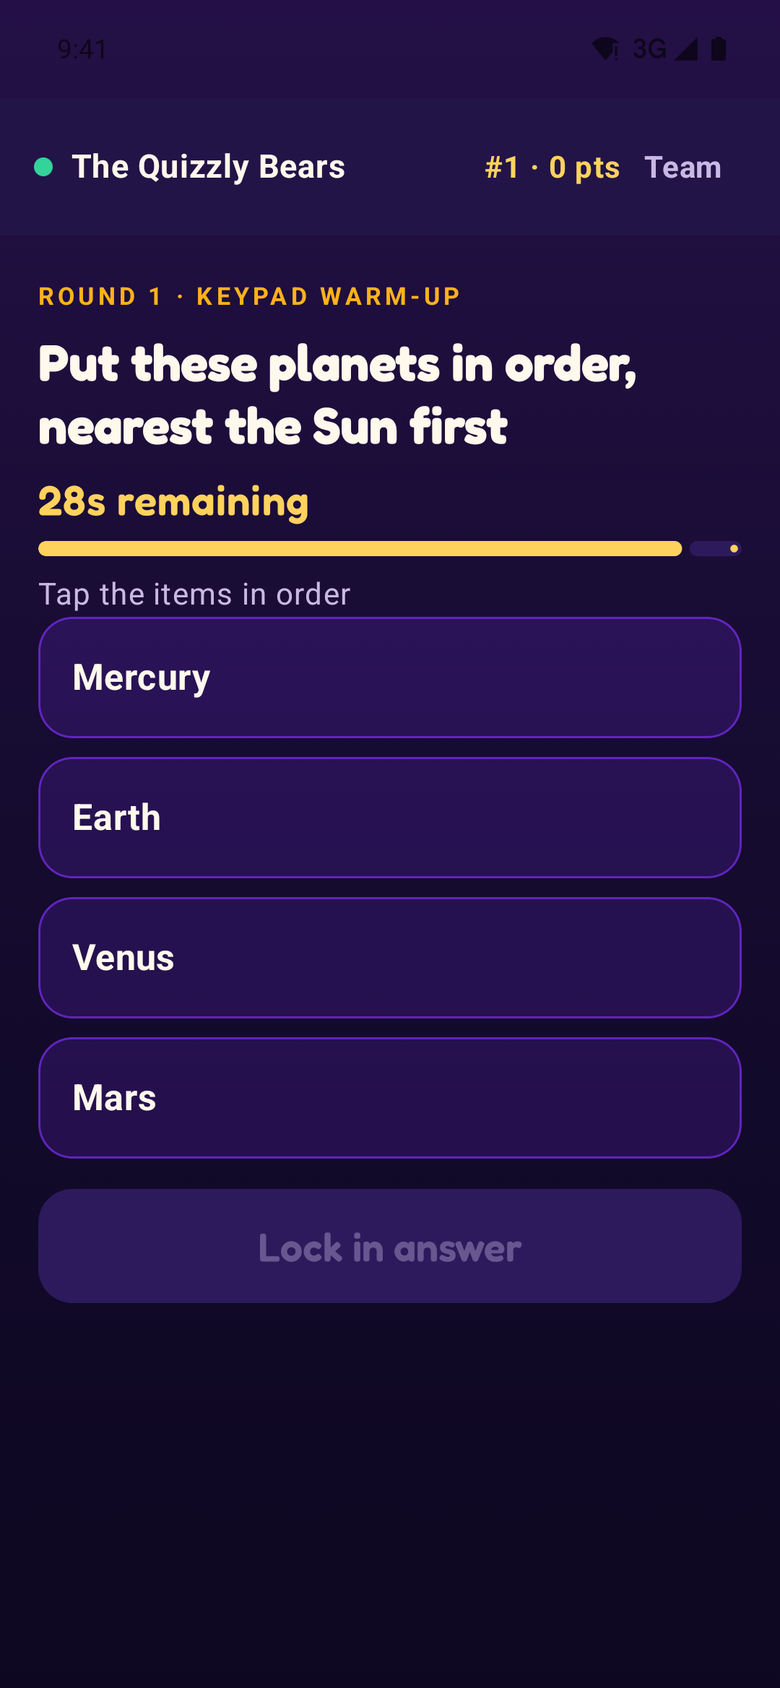 9:41
3G
The Quizzly Bears
#1 · 0 pts
Team
ROUND 1 · KEYPAD WARM-UP
Put these planets in order,
nearest the Sun first
28s remaining
Tap the items in order
Mercury
Earth
Venus
Mars
Lock in answer